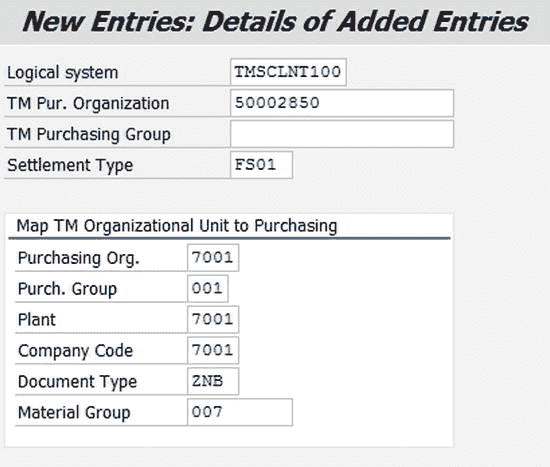 New Entries: Details of Added Entries
Logical system TMSCLNT100
TM Pur. Organization 50002850
TM Purchasing Group
Settlement Type FS01
Map TM Organizational Unit to Purchasing
Purchasing Org. 7001
Purch. Group 001
Plant 7001
Company Code 7001
Document Type ZNB
Material Group 007